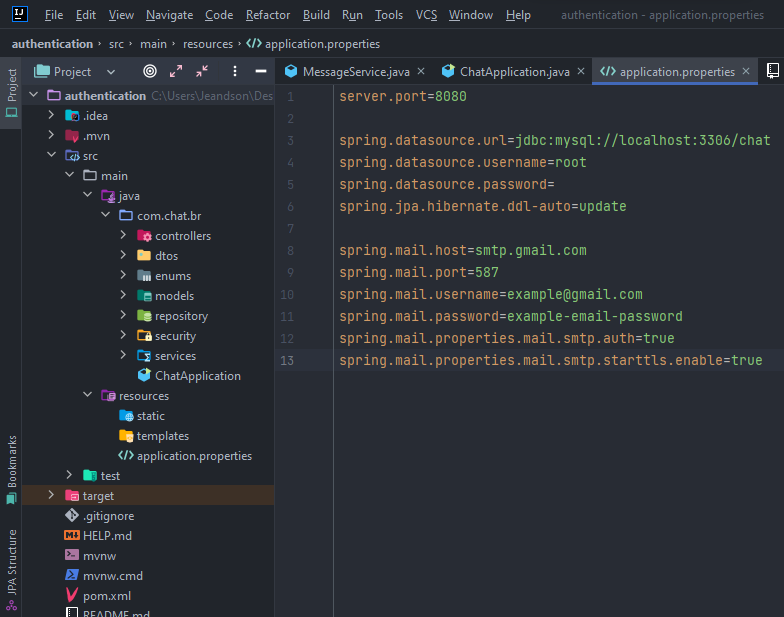 File Edit View Navigate Code Refactor Build Run Tools VCS Window Help authentication - application.properties
authentication > src > main > resources > application.properties
Project
Project
MessageService.java
ChatApplication.java
application.properties
authentication C:\Users\Jeandson\Des
.idea
.mvn
src
main
java
com.chat.br
controllers
dtos
enums
models
repository
security
services
ChatApplication
resources
static
templates
application.properties
test
target
.gitignore
HELP.md
mvnw
mvnw.cmd
pom.xml
README.md
Bookmarks
JPA Structure
1 server.port=8080
2
3 spring.datasource.url=jdbc:mysql://localhost:3306/chat
4 spring.datasource.username=root
5 spring.datasource.password=
6 spring.jpa.hibernate.ddl-auto=update
7
8 spring.mail.host=smtp.gmail.com
9 spring.mail.port=587
10 spring.mail.username=example@gmail.com
11 spring.mail.password=example-email-password
12 spring.mail.properties.mail.smtp.auth=true
13 spring.mail.properties.mail.smtp.starttls.enable=true